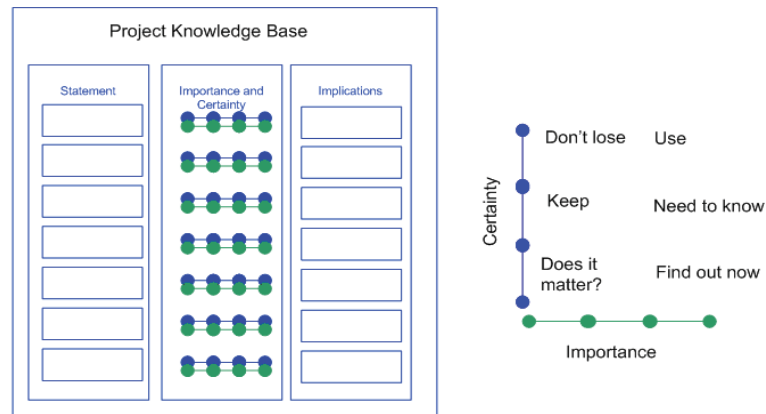 Project Knowledge Base
Statement
Importance and
Certainty
Implications
Don't lose
Use
Keep
Need to know
Does it
matter?
Find out now
Certainty
Importance